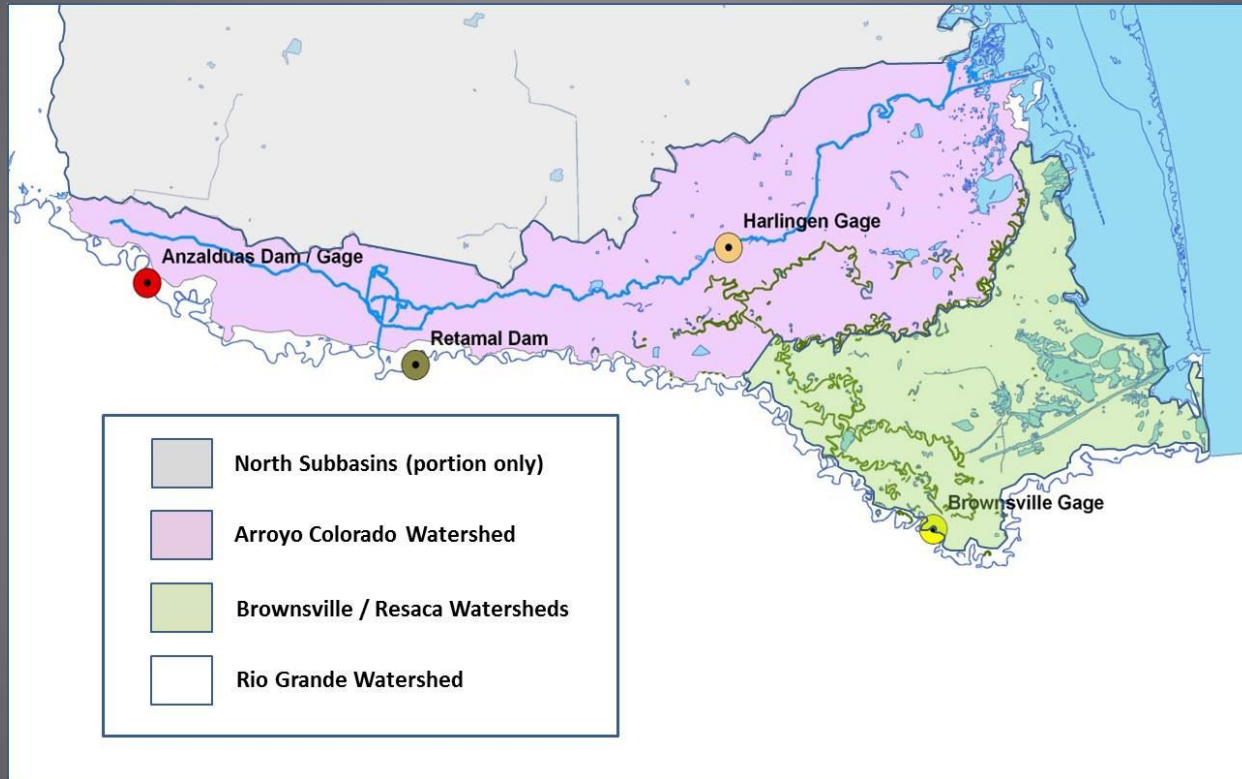 Harlingen Gage
Anzalduas Dam / Gage
Retamal Dam
Brownsville Gage
North Subbasins (portion only)
Arroyo Colorado Watershed
Brownsville / Resaca Watersheds
Rio Grande Watershed